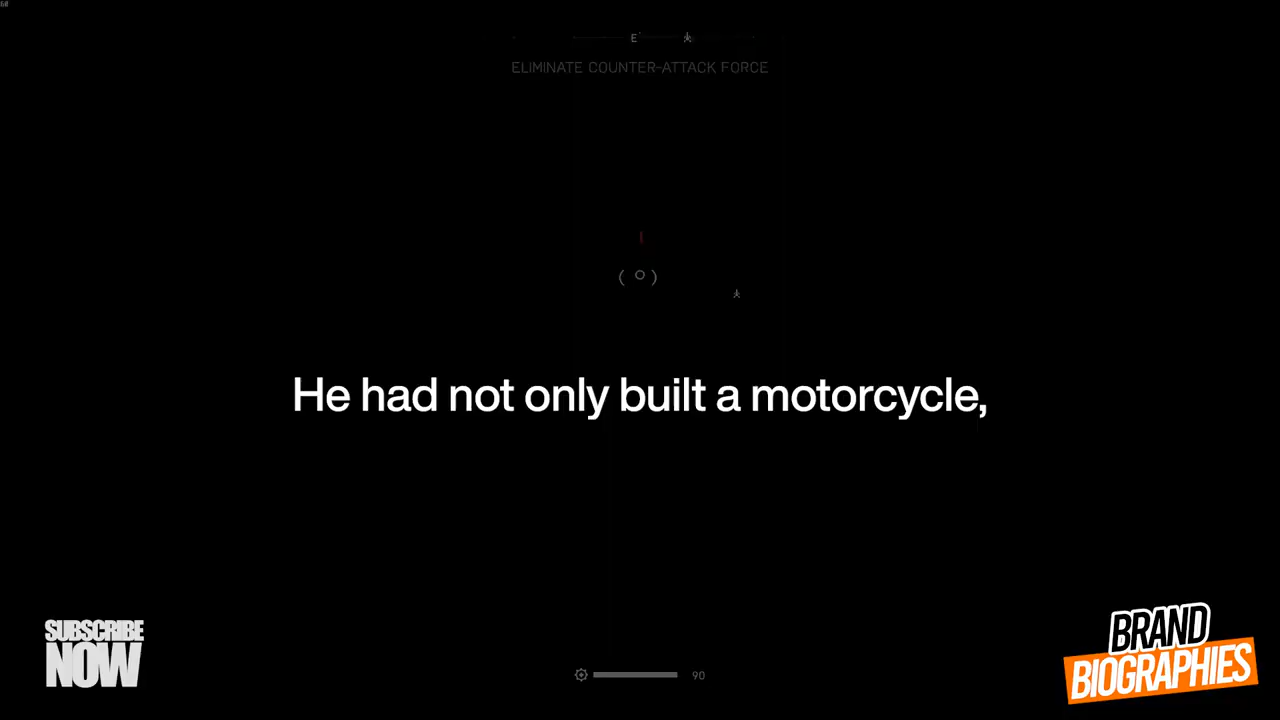 E
ELIMINATE COUNTER-ATTACK FORCE
He had not only built a motorcycle,
SUBSCRIBE
NOW
BRAND
BIOGRAPHIES
90